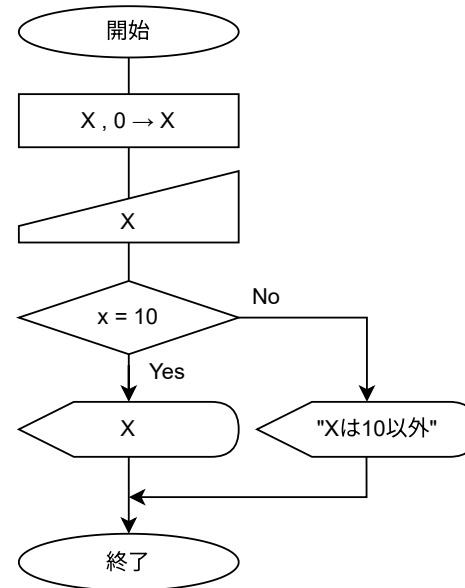 開始
X , 0 → X
X
x = 10
No
Yes
X
"Xは10以外"
終了